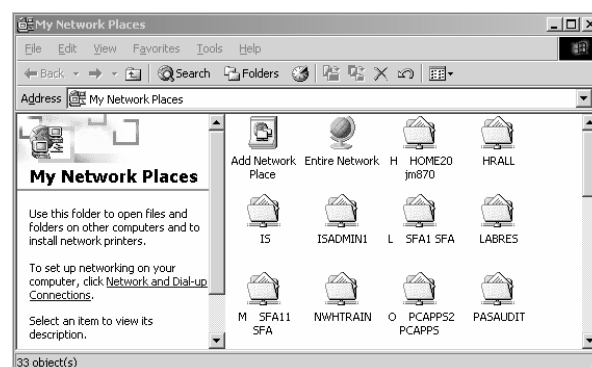 My Network Places
File Edit View Favorites Tools Help
Back Search Folders
Address My Network Places
My Network Places
Use this folder to open files and
folders on other computers and to
install network printers.
To set up networking on your
computer, click Network and Dial-up
Connections.
Select an item to view its
description.
Add Network
Place
Entire Network
H HOME20
jm870
HRALL
IS
ISADMIN1
L SFA1 SFA
LABRES
M SFA11
SFA
NWHTRAIN
O PCAPPS2
PCAPPS
PASAUDIT
33 object(s)